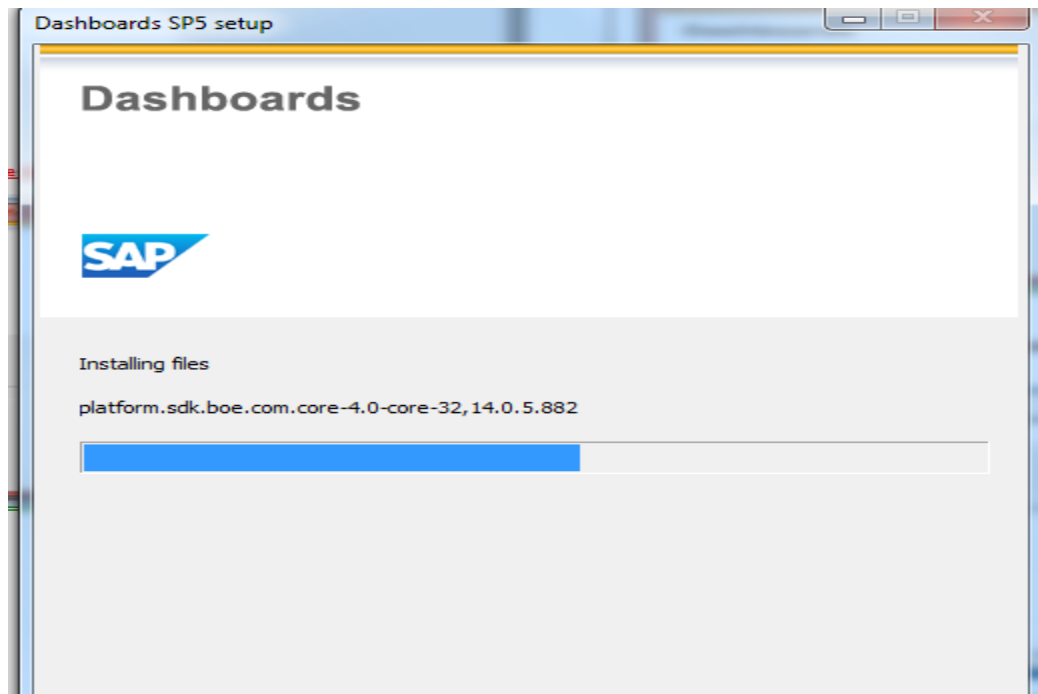 Dashboards SP5 setup
Dashboards
SAP
Installing files
platform.sdk.boe.com.core-4.0-core-32,14.0.5.882